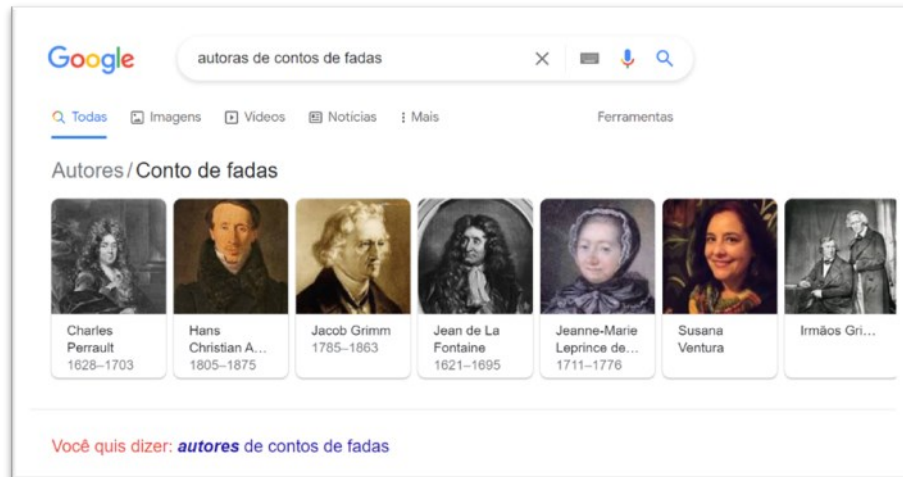 Google
autoras de contos de fadas
Todas Imagens Videos Notícias Mais Ferramentas
Autores/Conto de fadas
Charles
Perrault
1628–1703
Hans
Christian A...
1805–1875
Jacob Grimm
1785–1863
Jean de La
Fontaine
1621–1695
Jeanne-Marie
Leprince de...
1711–1776
Susana
Ventura
Irmãos Gri...
Você quis dizer: autores de contos de fadas